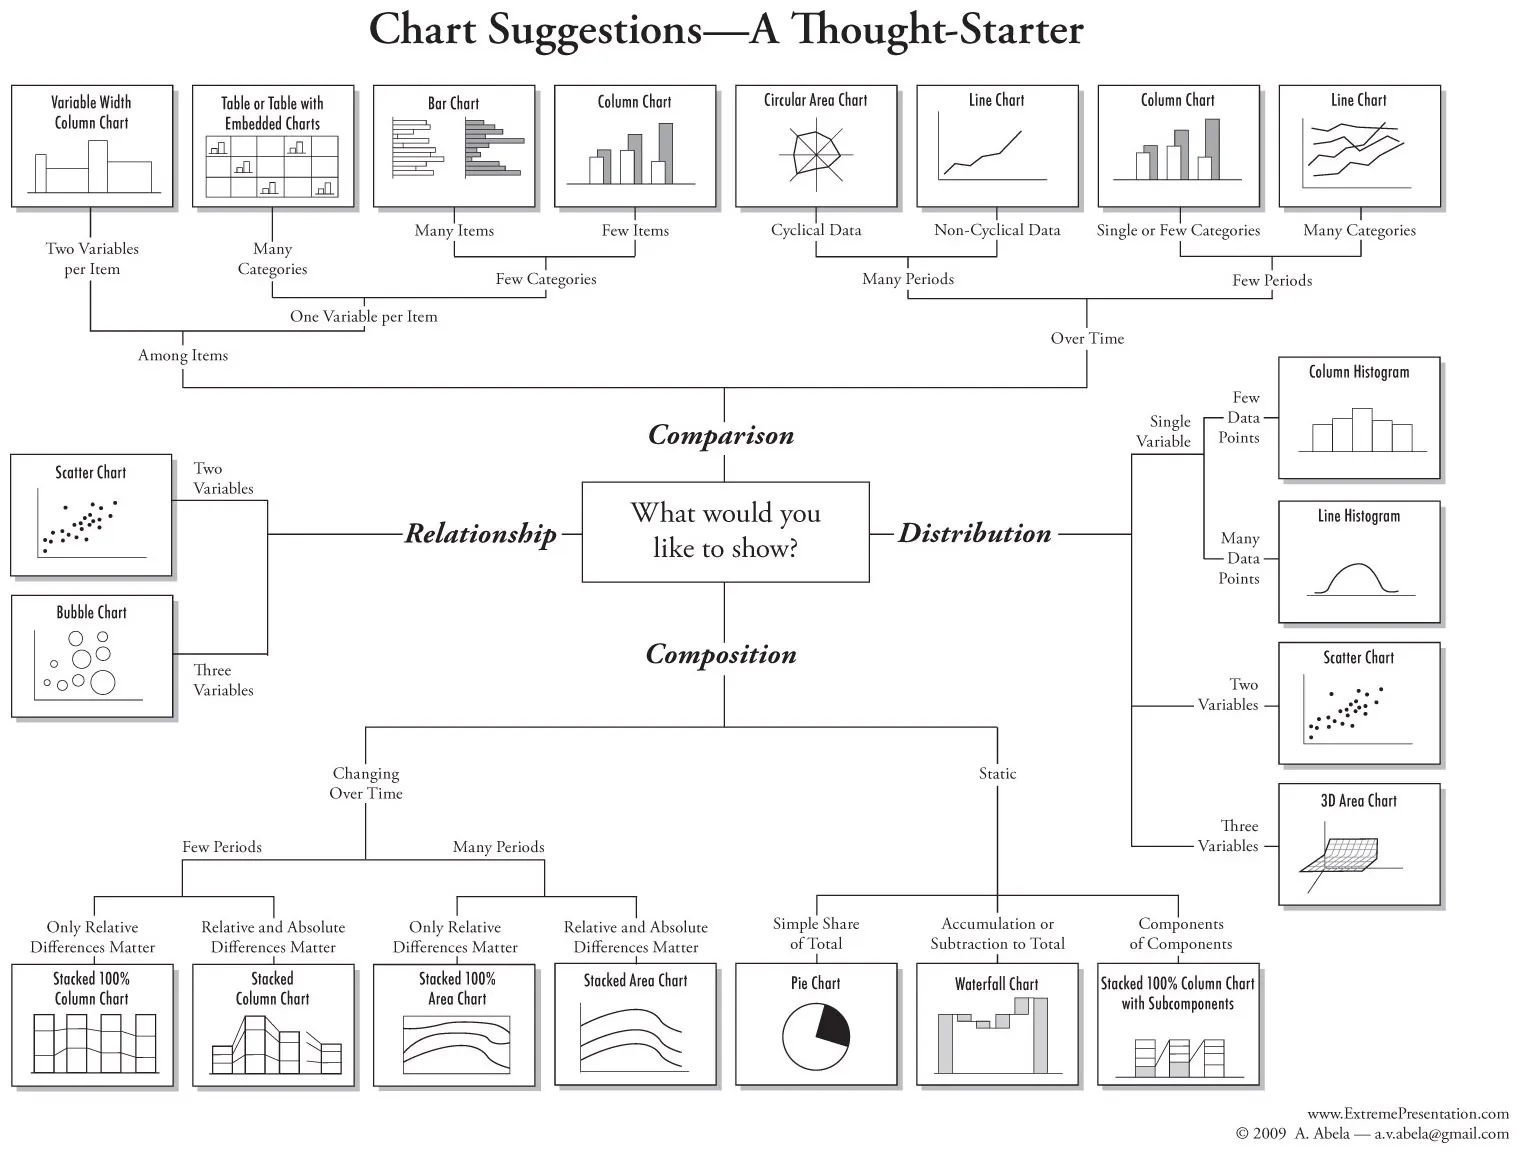 Chart Suggestions—A Thought-Starter
Variable Width
Column Chart
Table or Table with
Embedded Charts
Bar Chart
Column Chart
Circular Area Chart
Line Chart
Column Chart
Line Chart
Two Variables
per Item
Many
Categories
Many Items
Few Items
Cyclical Data
Non-Cyclical Data
Single or Few Categories
Many Categories
Few Categories
Many Periods
Few Periods
One Variable per Item
Among Items
Over Time
Comparison
What would you
like to show?
Relationship
Two
Variables
Scatter Chart
Three
Variables
Bubble Chart
Distribution
Single
Variable
Few
Data
Points
Column Histogram
Many
Data
Points
Line Histogram
Two
Variables
Scatter Chart
Three
Variables
3D Area Chart
Composition
Changing
Over Time
Static
Few Periods
Many Periods
Only Relative
Differences Matter
Relative and Absolute
Differences Matter
Only Relative
Differences Matter
Relative and Absolute
Differences Matter
Simple Share
of Total
Accumulation or
Subtraction to Total
Components
of Components
Stacked 100%
Column Chart
Stacked
Column Chart
Stacked 100%
Area Chart
Stacked Area Chart
Pie Chart
Waterfall Chart
Stacked 100% Column Chart
with Subcomponents
www.ExtremePresentation.com
© 2009 A. Abela — a.v.abela@gmail.com